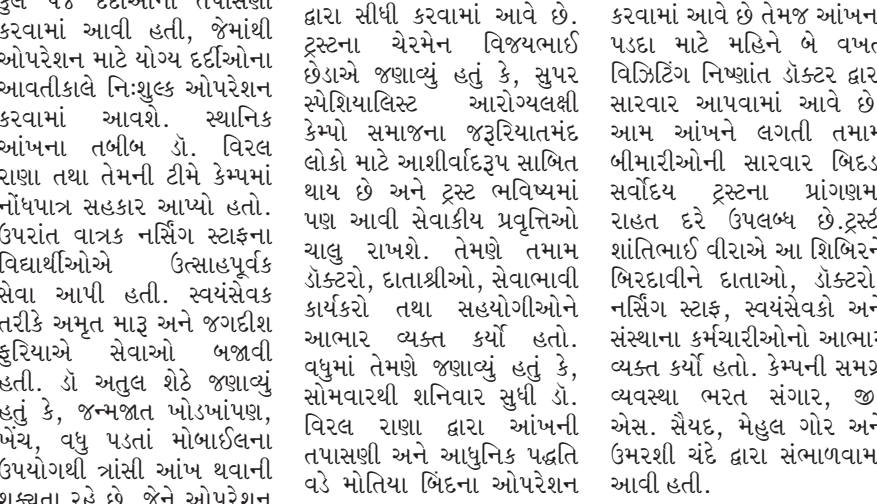 કુલ ૫૪ દર્દીઓની તપાસણી
કરવામાં આવી હતી, જેમાંથી
ઓપરેશન માટે યોગ્ય દર્દીઓના
આવતીકાલે નિઃશુલ્ક ઓપરેશન
કરવામાં આવશે. સ્થાનિક
આંખના તબીબ ડૉ. વિરલ
રાણા તથા તેમની ટીમે કેમ્પમાં
નોંધપાત્ર સહકાર આપ્યો હતો.
ઉપરાંત વાત્રક નર્સિંગ સ્ટાફના
વિદ્યાર્થીઓએ ઉત્સાહપૂર્વક
સેવા આપી હતી. સ્વયંસેવક
તરીકે અમૃત મારૂ અને જગદીશ
ફુરિયાએ સેવાઓ બજાવી
હતી. ડૉ અતુલ શેઠે જણાવ્યું
હતું કે, જન્મજાત ખોડખાંપણ,
ખેંચ, વધુ પડતાં મોબાઈલના
ઉપયોગથી ત્રાંસી આંખ થવાની
શક્યતા રહે છે. જેને ઓપરેશન
દ્વારા સીધી કરવામાં આવે છે.
ટ્રસ્ટના ચેરમેન વિજયભાઈ
છેડાએ જણાવ્યું હતું કે, સુપર
સ્પેશિયાલિસ્ટ આરોગ્યલક્ષી
કેમ્પો સમાજના જરૂરિયાતમંદ
લોકો માટે આશીર્વાદરૂપ સાબિત
થાય છે અને ટ્રસ્ટ ભવિષ્યમાં
પણ આવી સેવાકીય પ્રવૃત્તિઓ
ચાલુ રાખશે. તેમણે તમામ
ડૉક્ટરો, દાતાશ્રીઓ, સેવાભાવી
કાર્યકરો તથા સહયોગીઓને
આભાર વ્યક્ત કર્યો હતો.
વધુમાં તેમણે જણાવ્યું હતું કે,
સોમવારથી શનિવાર સુધી ડૉ.
વિરલ રાણા દ્વારા આંખની
તપાસણી અને આધુનિક પદ્ધતિ
વડે મોતિયા બિંદના ઓપરેશન
કરવામાં આવે છે તેમજ આંખન
પડદા માટે મહિને બે વખત
વિઝિટિંગ નિષ્ણાંત ડૉક્ટર દ્વાર
સારવાર આપવામાં આવે છે
આમ આંખને લગતી તમામ
બીમારીઓની સારવાર બિદડ
સર્વોદય ટ્રસ્ટના પ્રાંગણમ
રાહત દરે ઉપલબ્ધ છે.ટ્રસ્ટી
શાંતિભાઈ વીરાએ આ શિબિરને
બિરદાવીને દાતાઓ, ડૉક્ટરો
નર્સિંગ સ્ટાફ, સ્વયંસેવકો અને
સંસ્થાના કર્મચારીઓનો આભાર
વ્યક્ત કર્યો હતો. કેમ્પની સમગ્ર
વ્યવસ્થા ભરત સંગાર, જી
એસ. સૈયદ, મેહુલ ગોર અને
ઉમરશી ચંદે દ્વારા સંભાળવામ
આવી હતી.